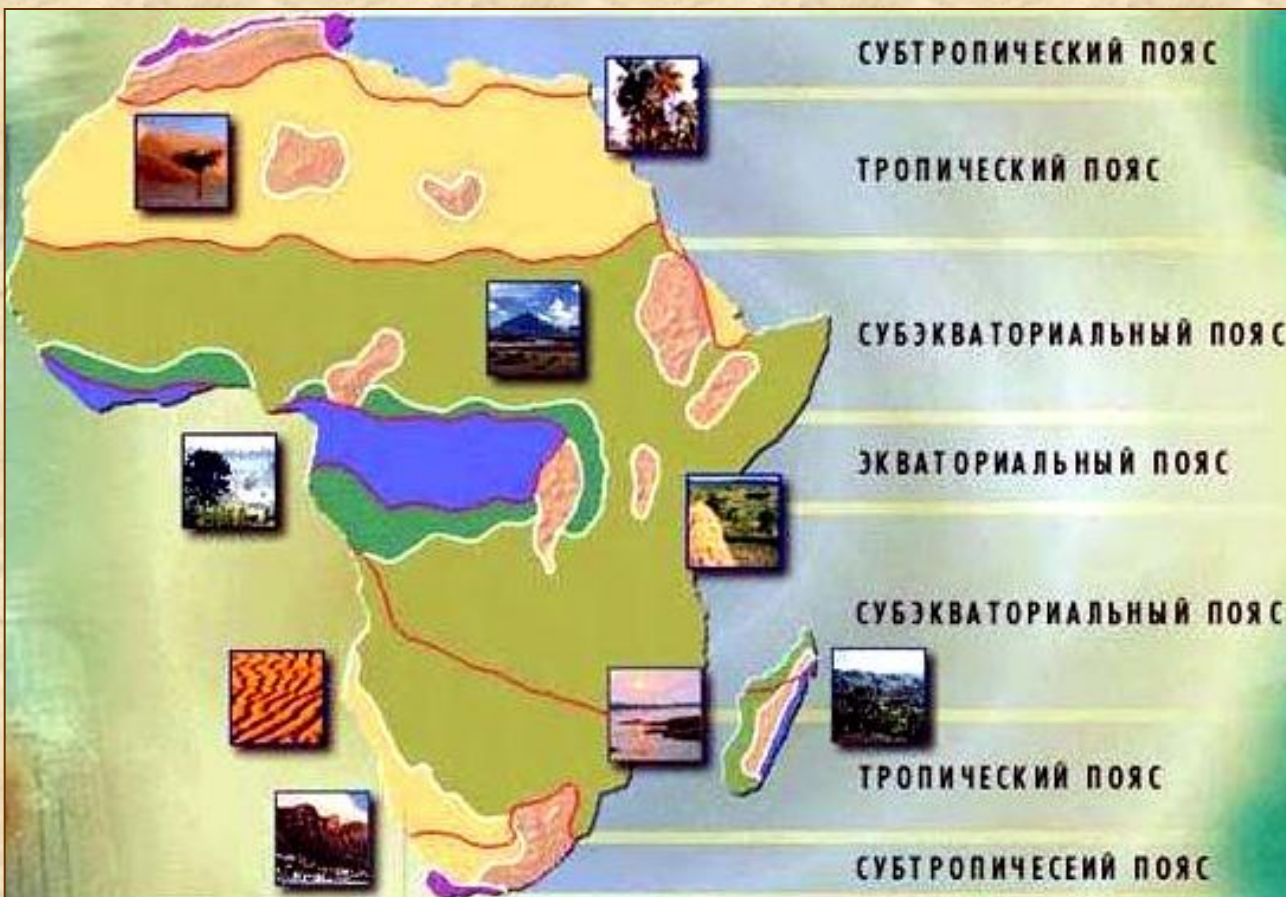 СУБТРОПИЧЕСКИЙ ПОЯС
ТРОПИЧЕСКИЙ ПОЯС
СУБЭКВАТОРИАЛЬНЫЙ ПОЯС
ЭКВАТОРИАЛЬНЫЙ ПОЯС
СУБЭКВАТОРИАЛЬНЫЙ ПОЯС
ТРОПИЧЕСКИЙ ПОЯС
СУБТРОПИЧЕСЕИЙ ПОЯС